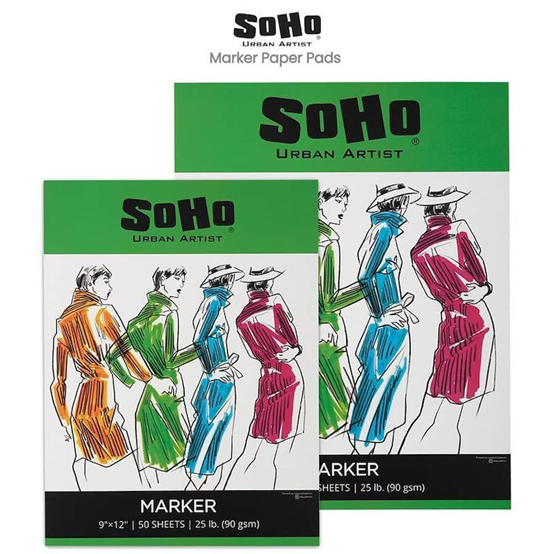 SoHo
URBAN ARTIST
Marker Paper Pads
SoHo®
URBAN ARTIST
SoHo®
URBAN ARTIST
MARKER
SHEETS | 25 lb. (90 gsm)
MARKER
9"×12" | 50 SHEETS | 25 lb. (90 gsm)